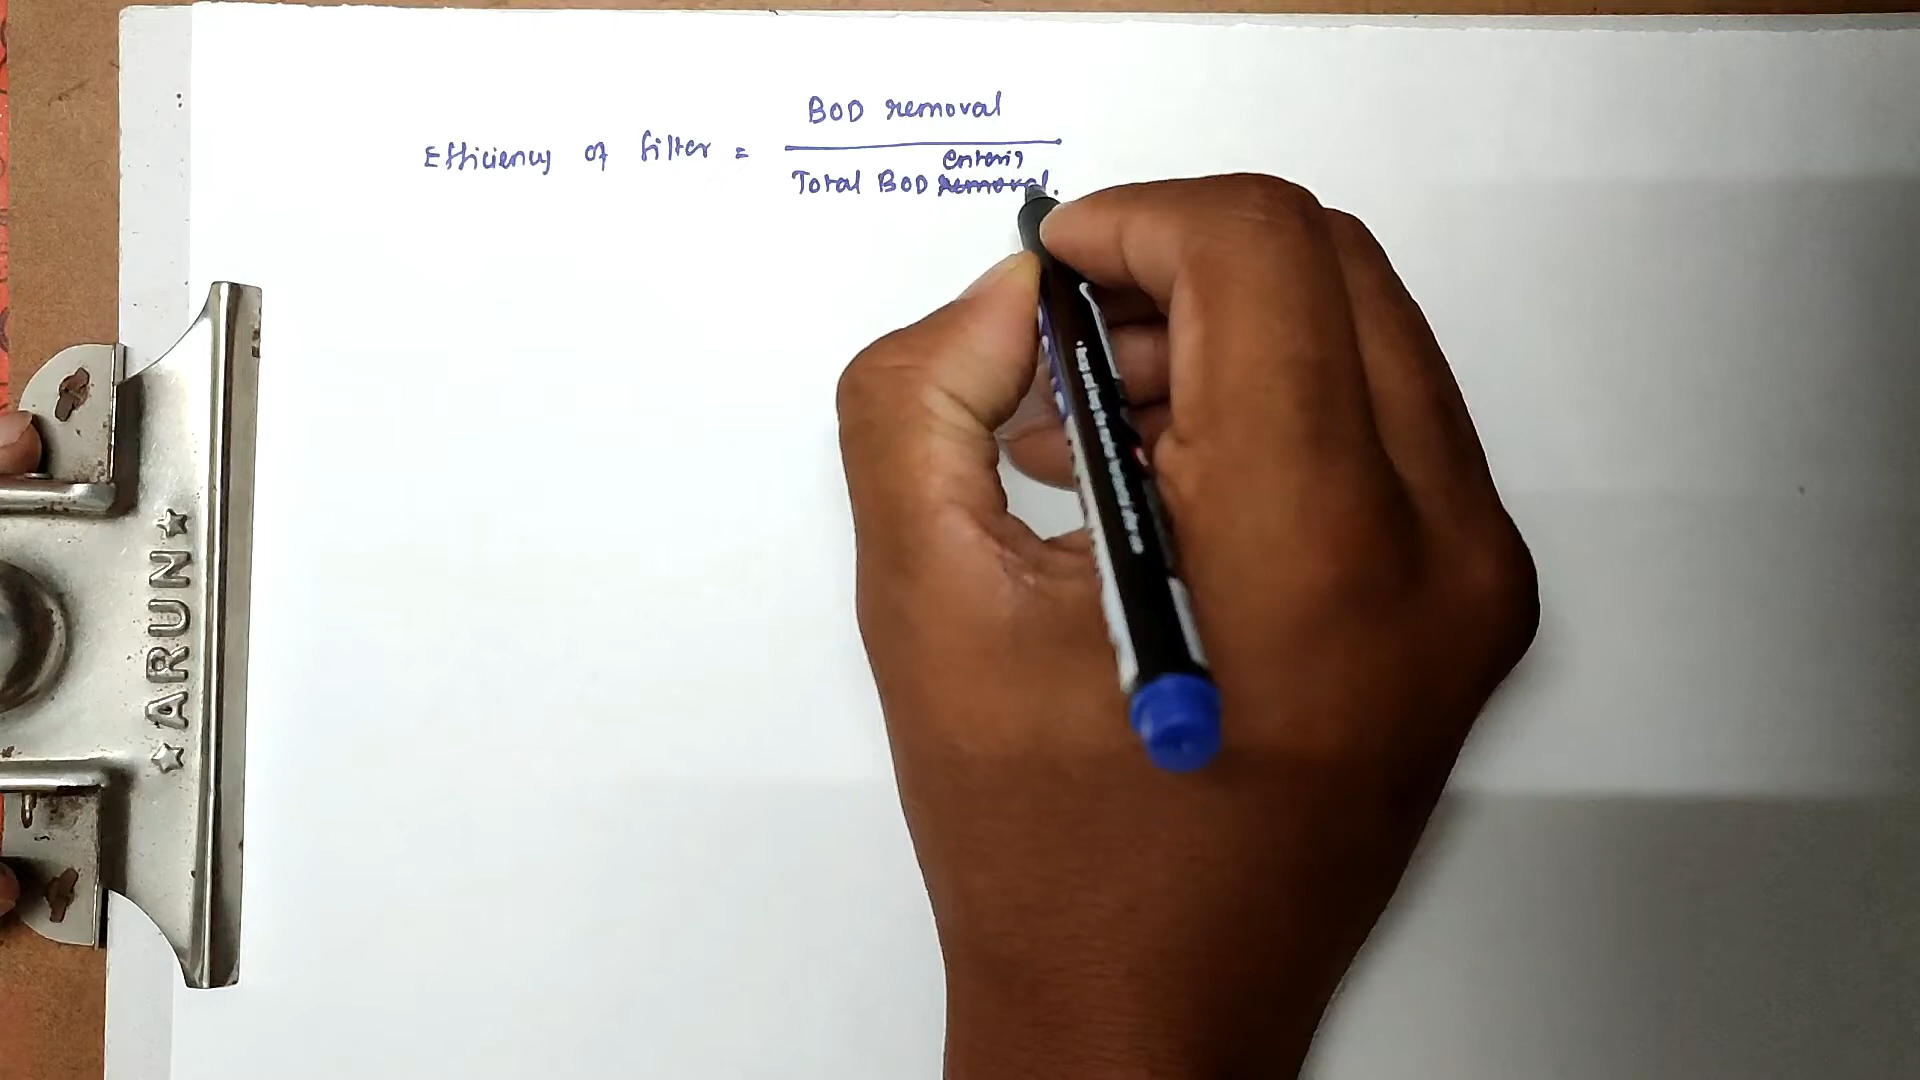 BOD removal
Efficiency of filter =
entering
Total BOD removal.
ARUN